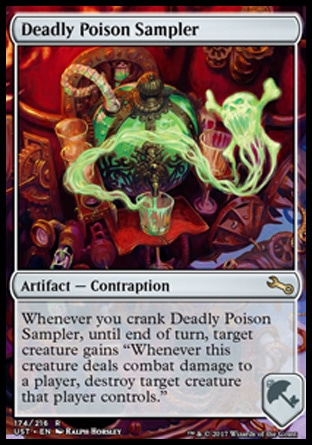 Deadly Poison Sampler
Artifact — Contraption
Whenever you crank Deadly Poison
Sampler, until end of turn, target
creature gains “Whenever this
creature deals combat damage to
a player, destroy target creature
that player controls.”
174/216 R
UST • EN Ralph Horsley
™ & © 2017 Wizards of the Coast